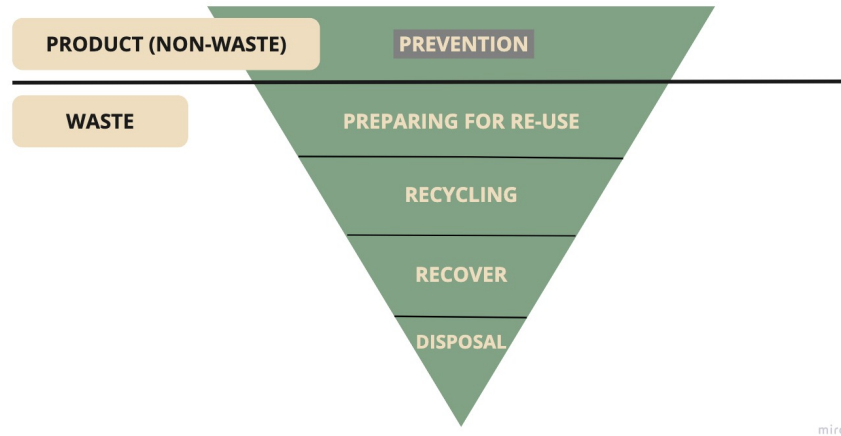 PRODUCT (NON-WASTE)
PREVENTION
WASTE
PREPARING FOR RE-USE
RECYCLING
RECOVER
DISPOSAL